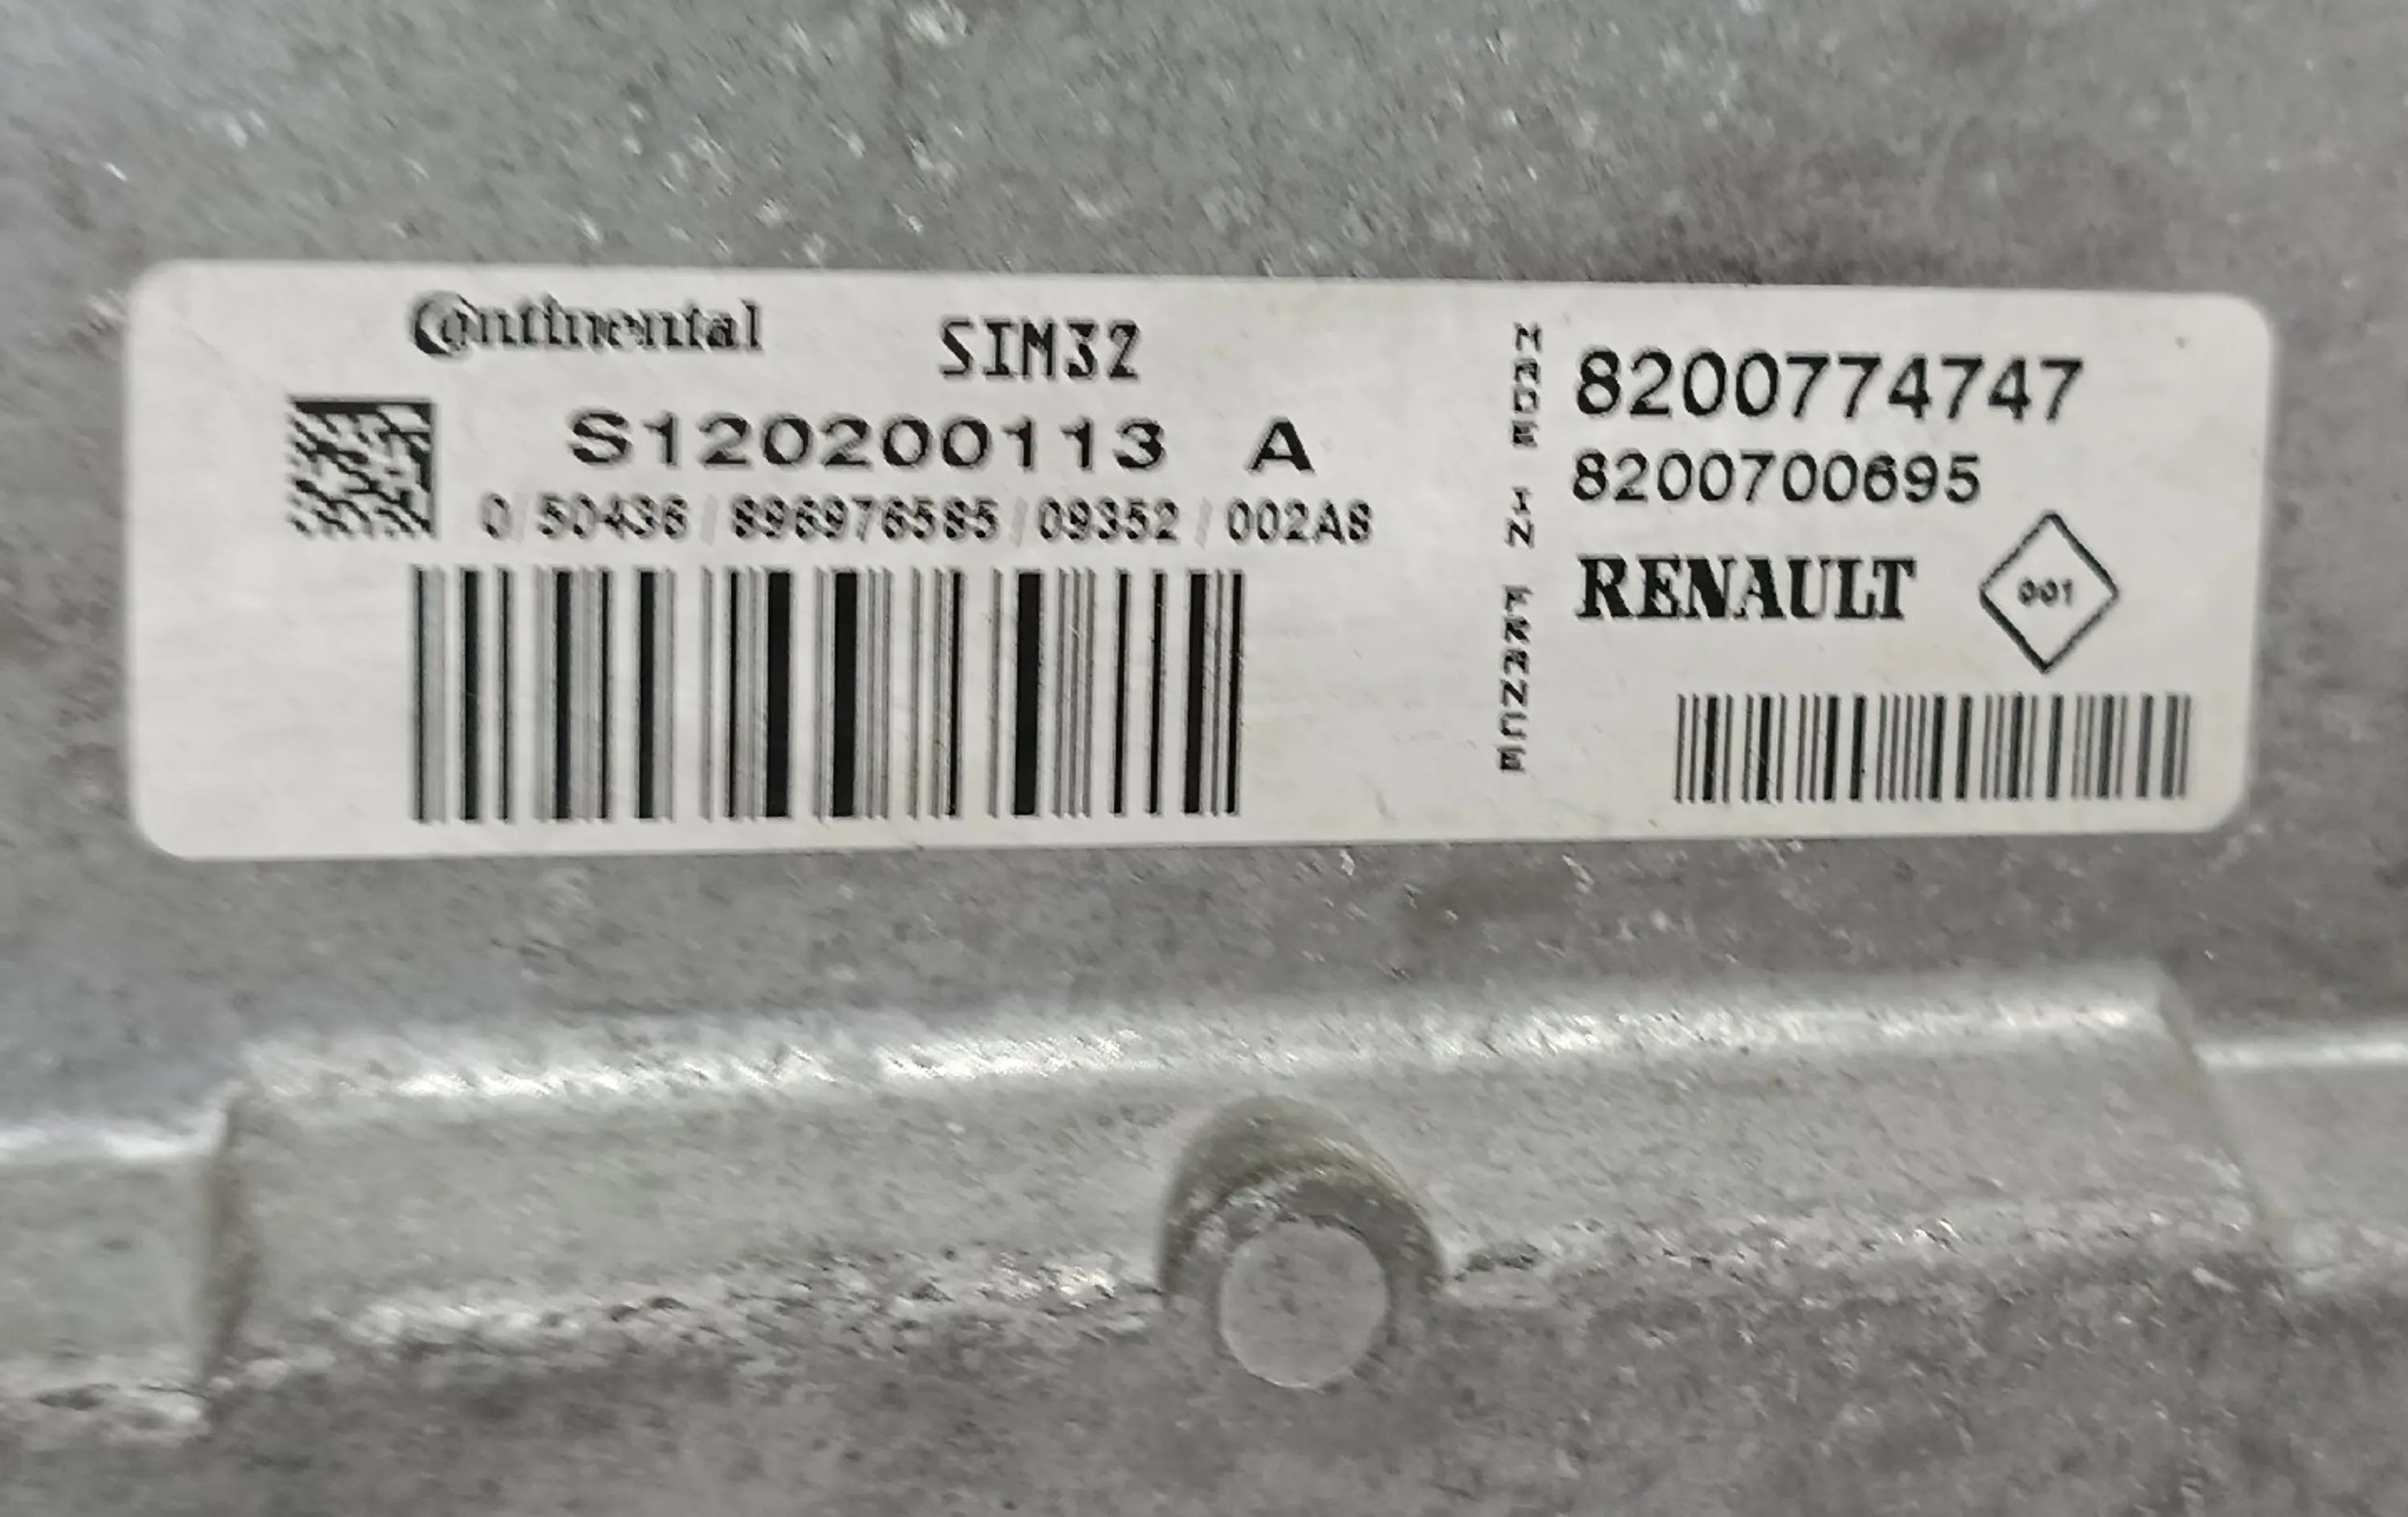 Continental
SIM32
S120200113 A
0/50436/896976585/09352/002A8
MADE IN FRANCE
8200774747
8200700695
RENAULT
001